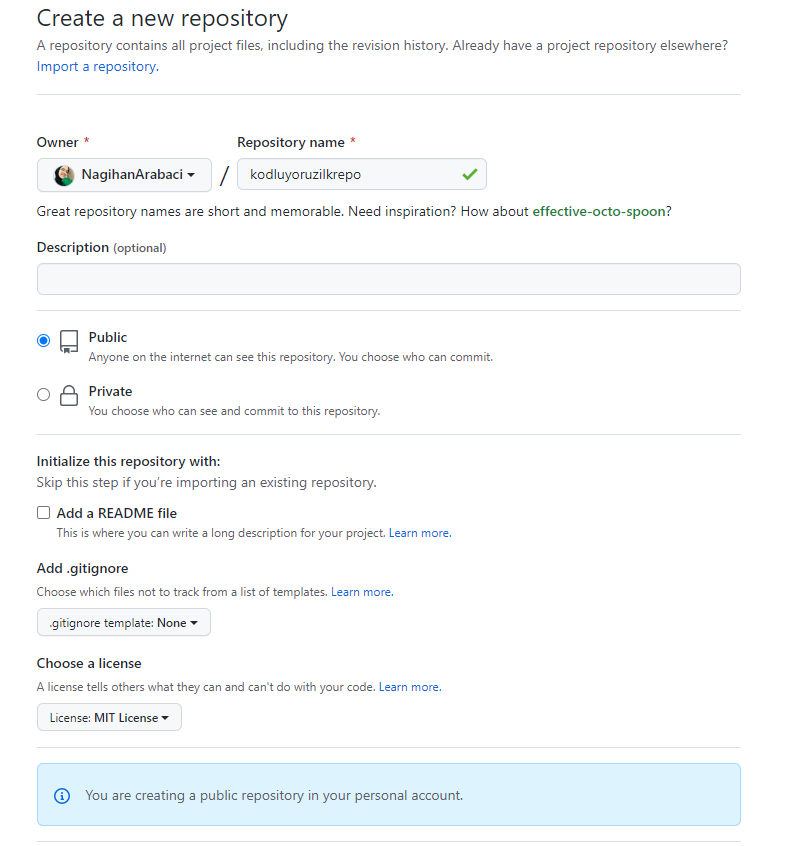 Create a new repository
A repository contains all project files, including the revision history. Already have a project repository elsewhere?
Import a repository.
Owner * Repository name *
NagihanArabaci / kodluyoruzilkrepo
Great repository names are short and memorable. Need inspiration? How about effective-octo-spoon?
Description (optional)
Public
Anyone on the internet can see this repository. You choose who can commit.
Private
You choose who can see and commit to this repository.
Initialize this repository with:
Skip this step if you're importing an existing repository.
Add a README file
This is where you can write a long description for your project. Learn more.
Add .gitignore
Choose which files not to track from a list of templates. Learn more.
.gitignore template: None
Choose a license
A license tells others what they can and can't do with your code. Learn more.
License: MIT License
You are creating a public repository in your personal account.